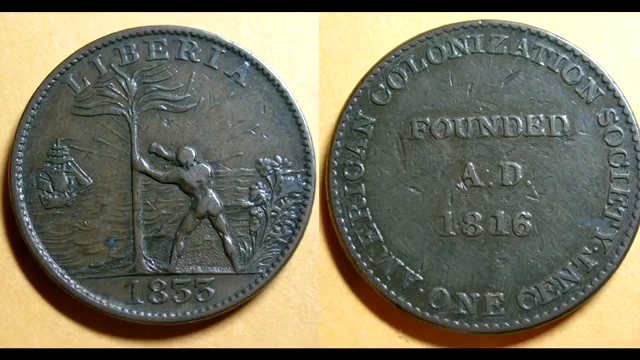 LIBERIA
1833
AMERICAN COLONIZATION SOCIETY·
FOUNDED
A.D.
1816
·ONE CENT·